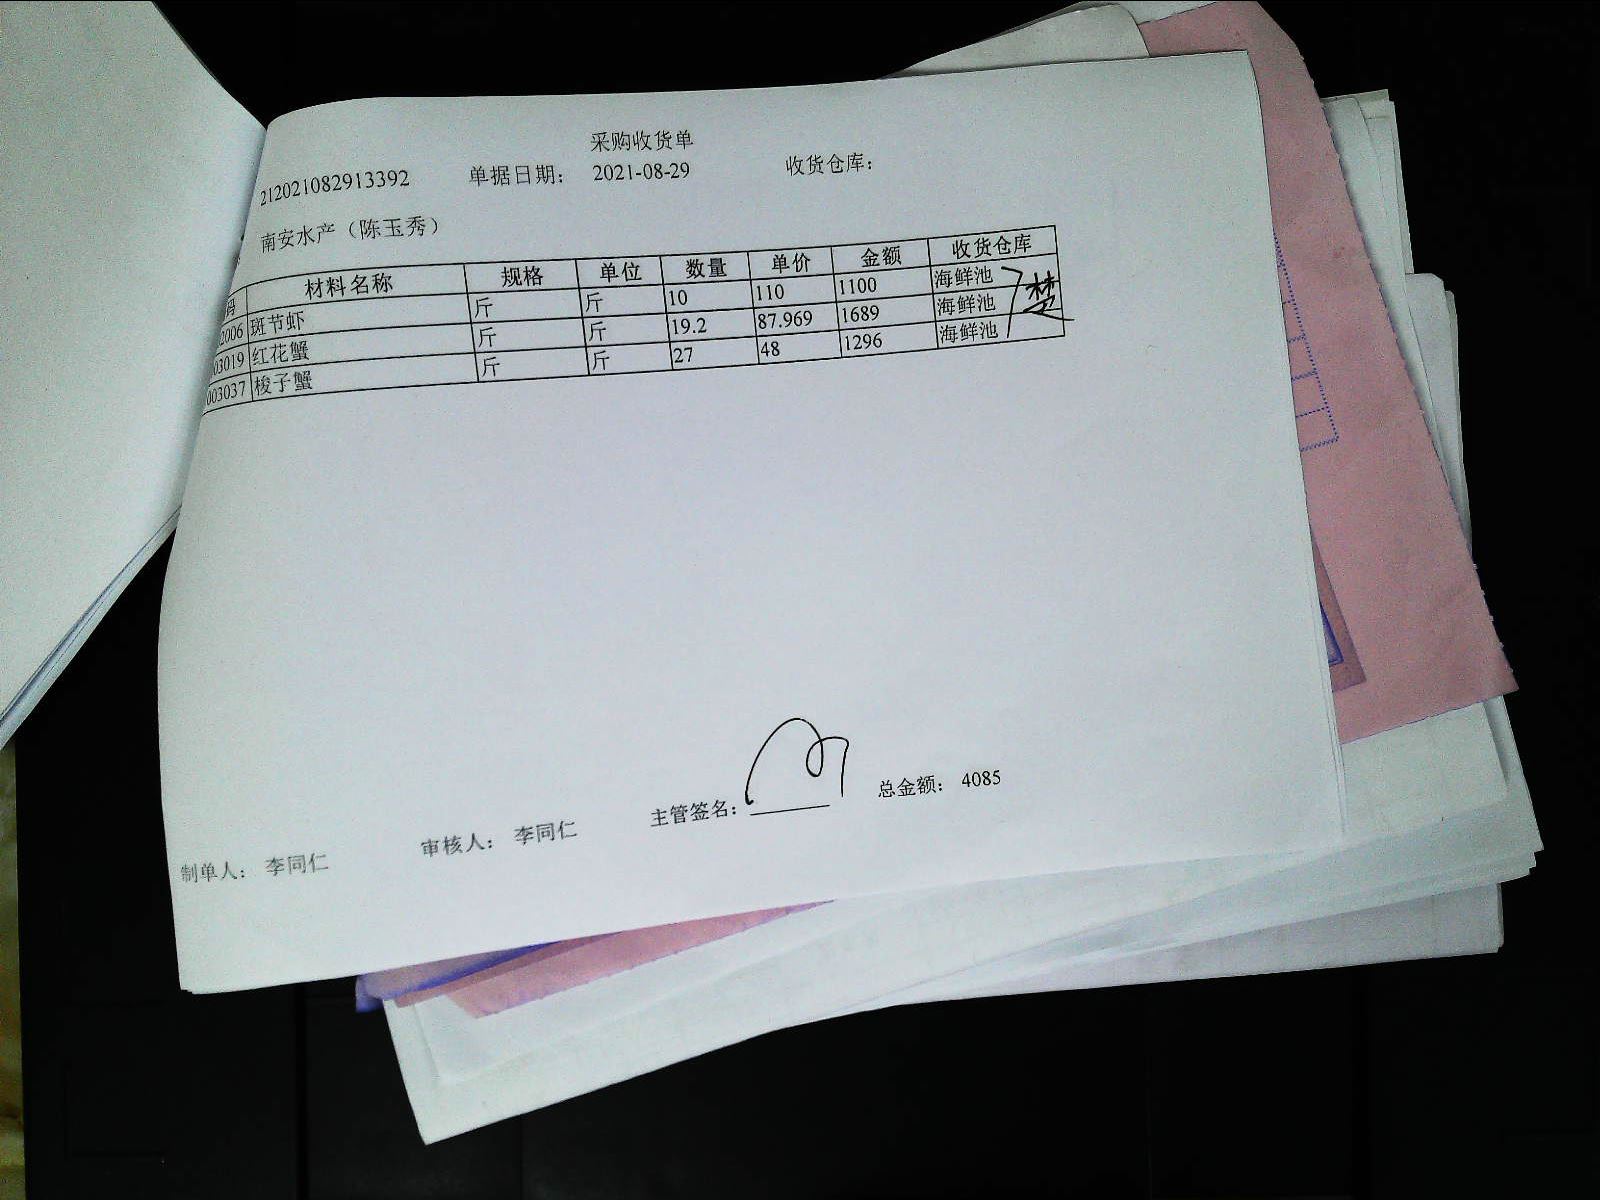 采购收货单
212021082913392 单据日期： 2021-08-29 收货仓库：
南安水产（陈玉秀）
码 材料名称 规格 单位 数量 单价 金额 收货仓库
2006 斑节虾 斤 斤 10 110 1100 海鲜池
03019 红花蟹 斤 斤 19.2 87.969 1689 海鲜池
003037 梭子蟹 斤 斤 27 48 1296 海鲜池
制单人： 李同仁 审核人： 李同仁 主管签名： 总金额： 4085